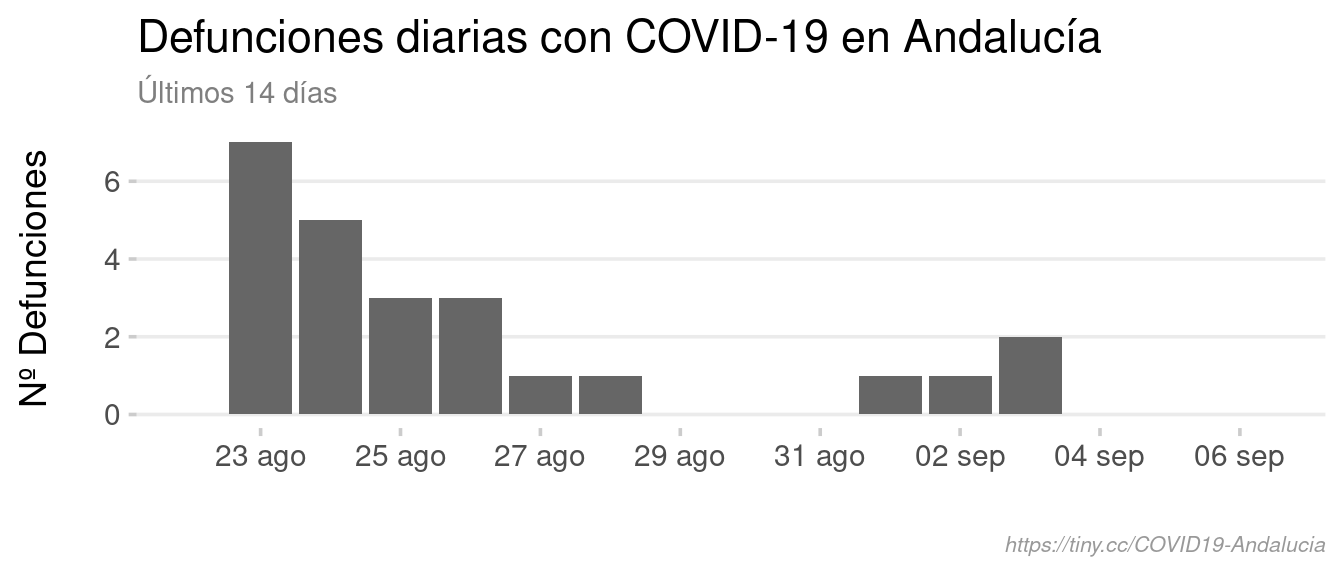 Defunciones diarias con COVID-19 en Andalucía
Últimos 14 días
Nº Defunciones
6
4
2
0
23 ago 25 ago 27 ago 29 ago 31 ago 02 sep 04 sep 06 sep
https://tiny.cc/COVID19-Andalucia